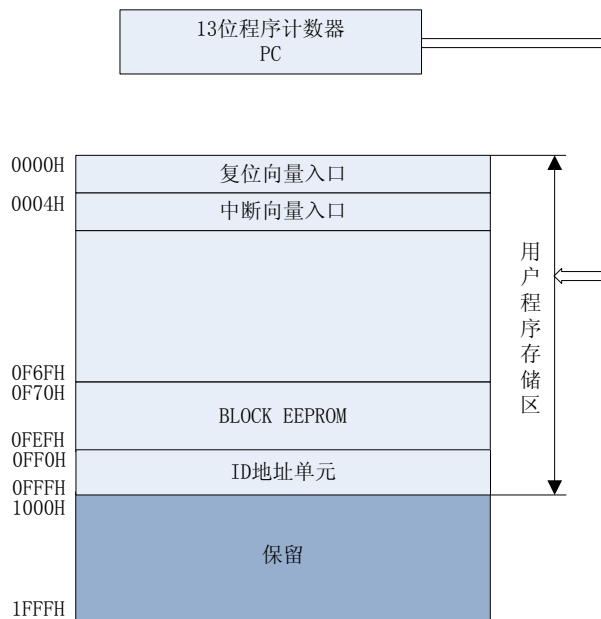 13位程序计数器
PC
0000H
复位向量入口
0004H
中断向量入口
用户程序存储区
0F6FH
0F70H
BLOCK EEPROM
0FEFH
0FF0H
ID地址单元
0FFFH
1000H
保留
1FFFH